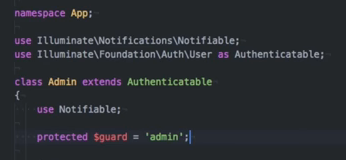 namespace App;
use Illuminate\Notifications\Notifiable;
use Illuminate\Foundation\Auth\User as Authenticatable;
class Admin extends Authenticatable
{
use Notifiable;
protected $guard = 'admin';